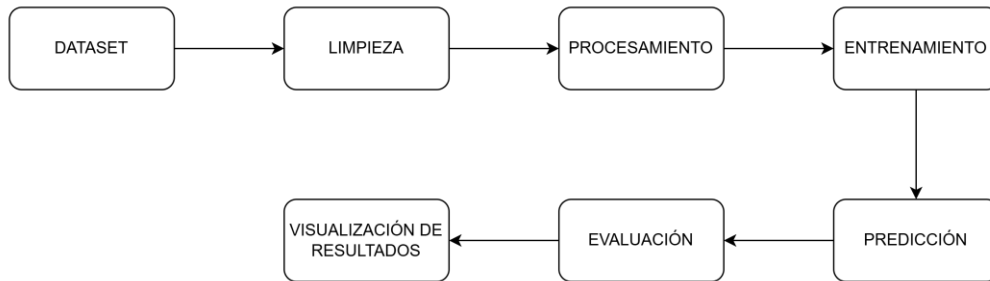 DATASET
LIMPIEZA
PROCESAMIENTO
ENTRENAMIENTO
PREDICCIÓN
EVALUACIÓN
VISUALIZACIÓN DE
RESULTADOS